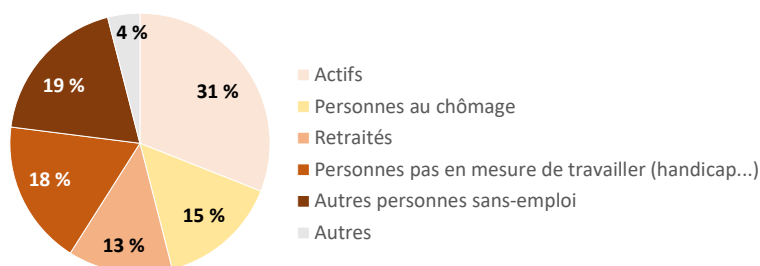 4 %
31 %
19 %
18 %
15 %
13 %
Actifs
Personnes au chômage
Retraités
Personnes pas en mesure de travailler (handicap...)
Autres personnes sans-emploi
Autres